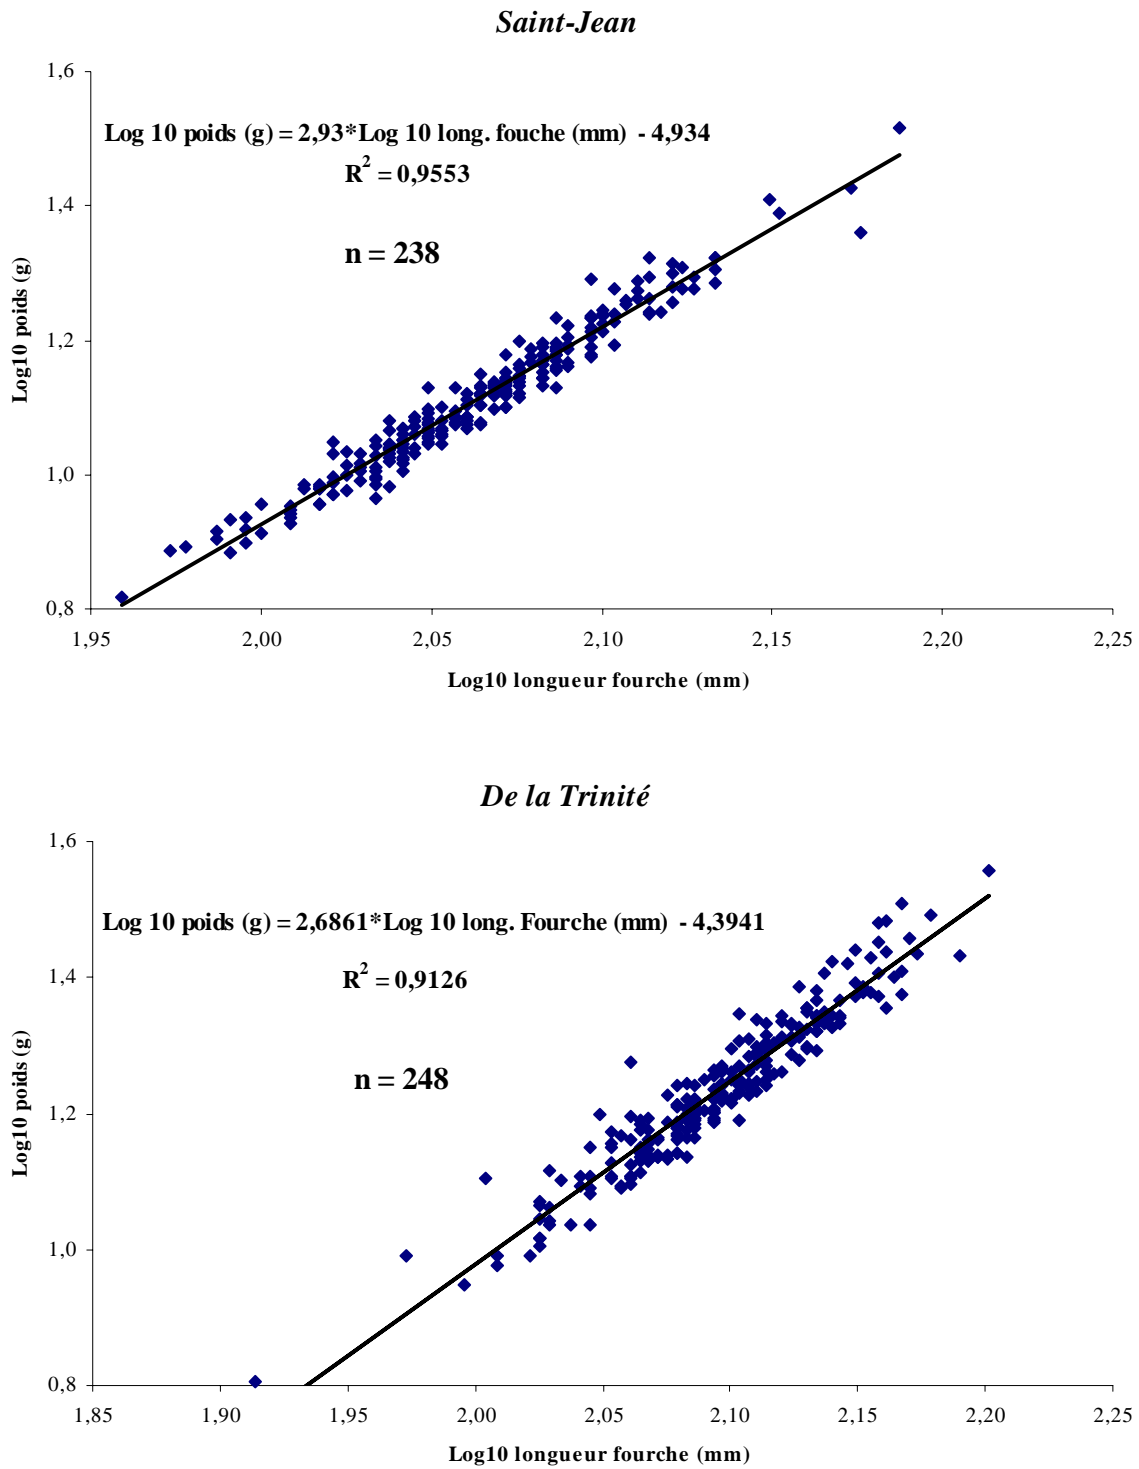 Saint-Jean
1,6
Log 10 poids (g) = 2,93*Log 10 long. fouche (mm) - 4,934
R² = 0,9553
1,4
n = 238
Log10 poids (g)
1,2
1,0
0,8
1,95 2,00 2,05 2,10 2,15 2,20 2,25
Log10 longueur fourche (mm)
De la Trinité
1,6
Log 10 poids (g) = 2,6861*Log 10 long. Fourche (mm) - 4,3941
R² = 0,9126
1,4
n = 248
Log10 poids (g
1,2
1,0
0,8
1,85 1,90 1,95 2,00 2,05 2,10 2,15 2,20 2,25
Log10 longueur fourche (mm)